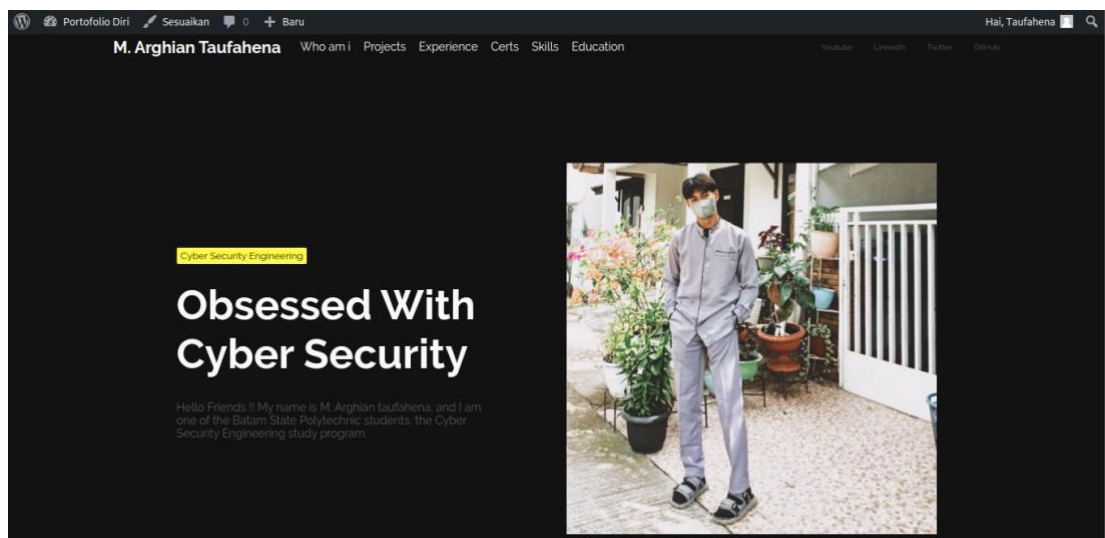 Portofolio Diri Sesuaikan 0 Baru Hai, Taufahena
M. Arghian Taufahena Who am i Projects Experience Certs Skills Education Youtube LinkedIn Twitter GitHub
Cyber Security Engineering
Obsessed With
Cyber Security
Hello Friends !! My name is M. Arghian taufahena, and I am
one of the Batam State Polytechnic students, the Cyber
Security Engineering study program.